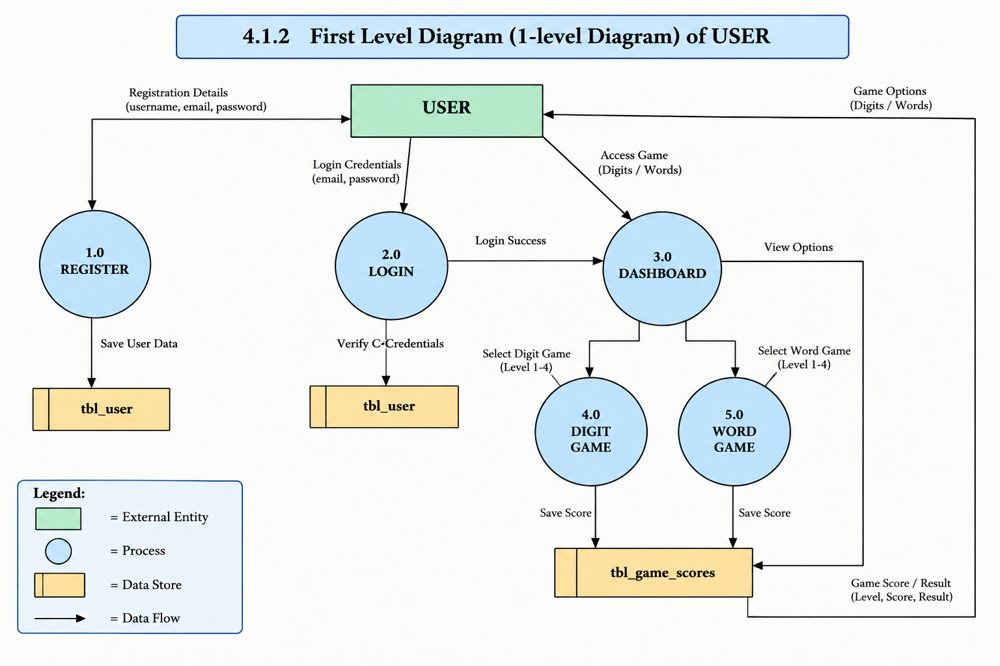 4.1.2 First Level Diagram (1-level Diagram) of USER
Registration Details
(username, email, password)
USER
Game Options
(Digits / Words)
Login Credentials
(email, password)
Access Game
(Digits / Words)
1.0
REGISTER
2.0
LOGIN
Login Success
3.0
DASHBOARD
View Options
Save User Data
Verify C·Credentials
Select Digit Game
(Level 1-4)
Select Word Game
(Level 1-4)
tbl_user
tbl_user
4.0
DIGIT
GAME
5.0
WORD
GAME
Save Score
Save Score
tbl_game_scores
Game Score / Result
(Level, Score, Result)
Legend:
= External Entity
= Process
= Data Store
= Data Flow